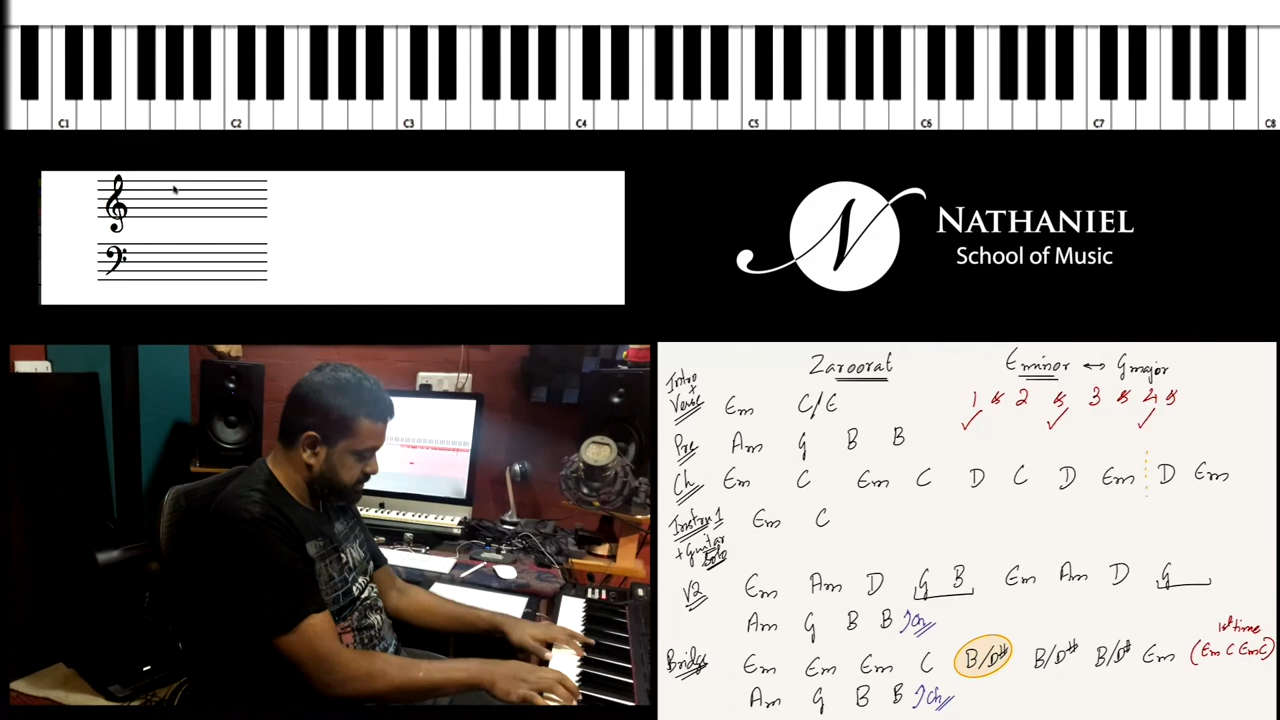 C1 C2 C3 C4 C5 C6 C7 C8
N NATHANIEL
School of Music
Zaroorat E minor ↔ G major
Intro + Verse Em C/E 1 & 2 & 3 & 4 &
Pre Am G B B
Ch Em C Em C D C D Em D Em
Instru1 Em C
+ Guitar Solo
V2 Em Am D G B Em Am D G
Am G B B Ch
1st time
Bridge Em Em Em C B/D# B/D# B/D# Em (Em C Em C)
Am G B B Ch